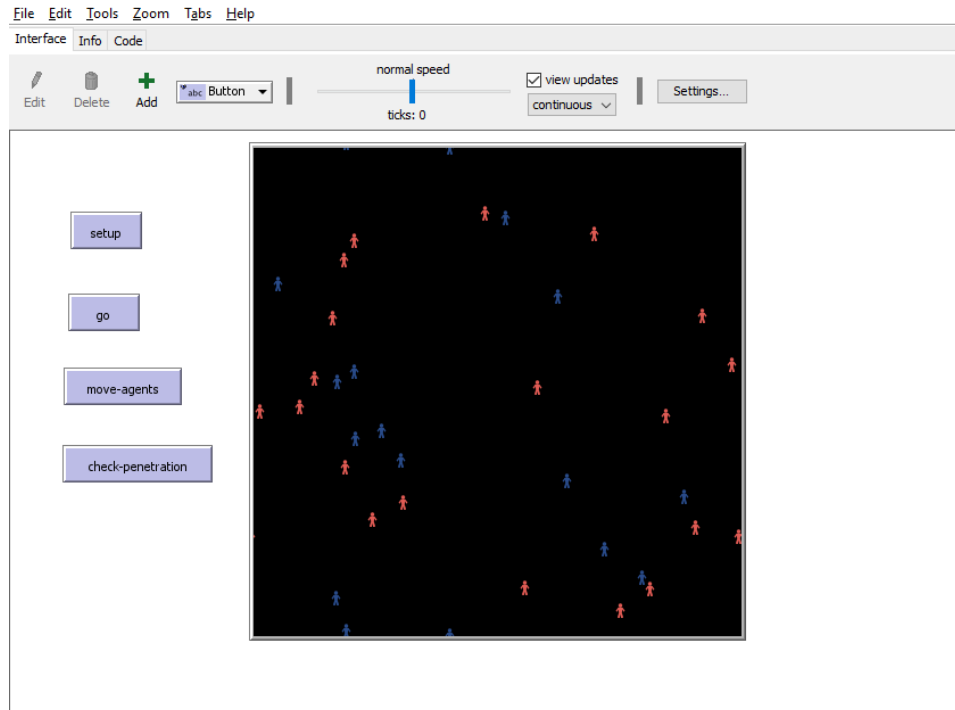 File Edit Tools Zoom Tabs Help
Interface Info Code
normal speed
Edit Delete Add abc Button view updates
continuous Settings...
ticks: 0
setup
go
move-agents
check-penetration